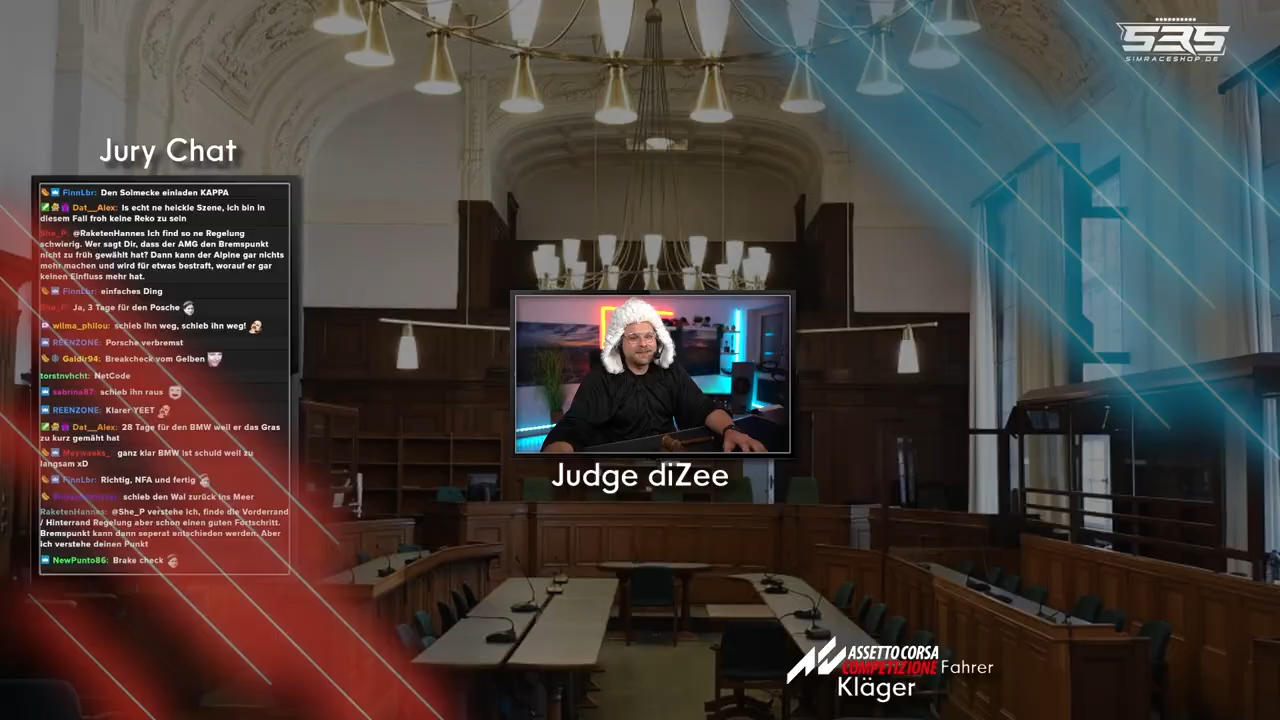 SRS
SIMRACESHOP.DE
Jury Chat
FinnLbr: Den Solmecke einladen KAPPA
Dat__Alex: Is echt ne heickle Szene, ich bin in
diesem Fall froh keine Reko zu sein
She_P: @RaketenHannes Ich find so ne Regelung
schwierig. Wer sagt Dir, dass der AMG den Bremspunkt
nicht zu früh gewählt hat? Dann kann der Alpine gar nichts
mehr machen und wird für etwas bestraft, worauf er gar
keinen Einfluss mehr hat.
FinnLbr: einfaches Ding
She_P: Ja, 3 Tage für den Posche
wilma_philou: schieb ihn weg, schieb ihn weg!
REENZONE: Porsche verbremst
Galdir94: Breakcheck vom Gelben
torstnvhcht: NetCode
sabrina87: schieb ihn raus
REENZONE: Klarer YEET
Dat__Alex: 28 Tage für den BMW weil er das Gras
zu kurz gemäht hat
ganz klar BMW ist schuld weil zu
langsam xD
FinnLbr: Richtig, NFA und fertig
schieb den Wal zurück ins Meer
RaketenHannes: @She_P verstehe ich, finde die Vorderrand
/ Hinterrand Regelung aber schon einen guten Fortschritt.
Bremspunkt kann dann seperat entschieden werden. Aber
ich verstehe deinen Punkt
NewPunto86: Brake check
Judge diZee
ASSETTO CORSA
COMPETIZIONE Fahrer
Kläger